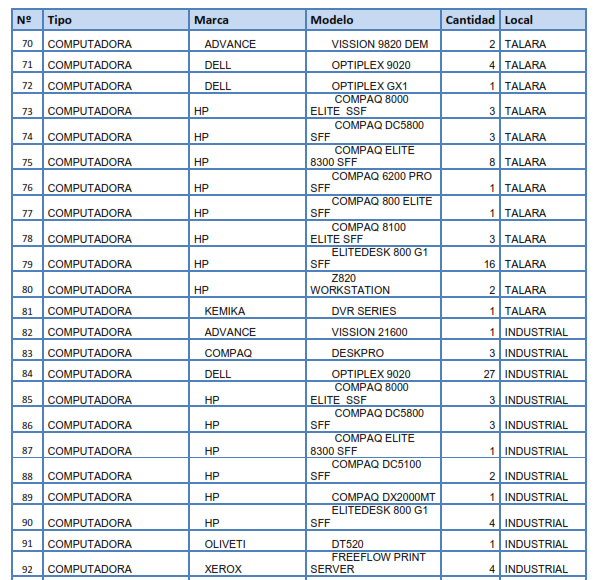 Nº Tipo Marca Modelo Cantidad Local
70 COMPUTADORA ADVANCE VISSION 9820 DEM 2 TALARA
71 COMPUTADORA DELL OPTIPLEX 9020 4 TALARA
72 COMPUTADORA DELL OPTIPLEX GX1 1 TALARA
COMPAQ 8000
73 COMPUTADORA HP ELITE SSF 3 TALARA
COMPAQ DC5800
74 COMPUTADORA HP SFF 3 TALARA
COMPAQ ELITE
75 COMPUTADORA HP 8300 SFF 8 TALARA
COMPAQ 6200 PRO
76 COMPUTADORA HP SFF 1 TALARA
COMPAQ 800 ELITE
77 COMPUTADORA HP SFF 1 TALARA
COMPAQ 8100
78 COMPUTADORA HP ELITE SFF 3 TALARA
ELITEDESK 800 G1
79 COMPUTADORA HP SFF 16 TALARA
Z820
80 COMPUTADORA HP WORKSTATION 2 TALARA
81 COMPUTADORA KEMIKA DVR SERIES 1 TALARA
82 COMPUTADORA ADVANCE VISSION 21600 1 INDUSTRIAL
83 COMPUTADORA COMPAQ DESKPRO 3 INDUSTRIAL
84 COMPUTADORA DELL OPTIPLEX 9020 27 INDUSTRIAL
COMPAQ 8000
85 COMPUTADORA HP ELITE SSF 3 INDUSTRIAL
COMPAQ DC5800
86 COMPUTADORA HP SFF 3 INDUSTRIAL
COMPAQ ELITE
87 COMPUTADORA HP 8300 SFF 1 INDUSTRIAL
COMPAQ DC5100
88 COMPUTADORA HP SFF 2 INDUSTRIAL
89 COMPUTADORA HP COMPAQ DX2000MT 1 INDUSTRIAL
ELITEDESK 800 G1
90 COMPUTADORA HP SFF 4 INDUSTRIAL
91 COMPUTADORA OLIVETI DT520 1 INDUSTRIAL
FREEFLOW PRINT
92 COMPUTADORA XEROX SERVER 4 INDUSTRIAL